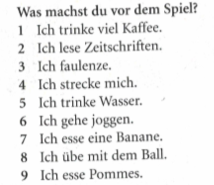 Was machst du vor dem Spiel?
1 Ich trinke viel Kaffee.
2 Ich lese Zeitschriften.
3 Ich faulenze.
4 Ich strecke mich.
5 Ich trinke Wasser.
6 Ich gehe joggen.
7 Ich esse eine Banane.
8 Ich übe mit dem Ball.
9 Ich esse Pommes.